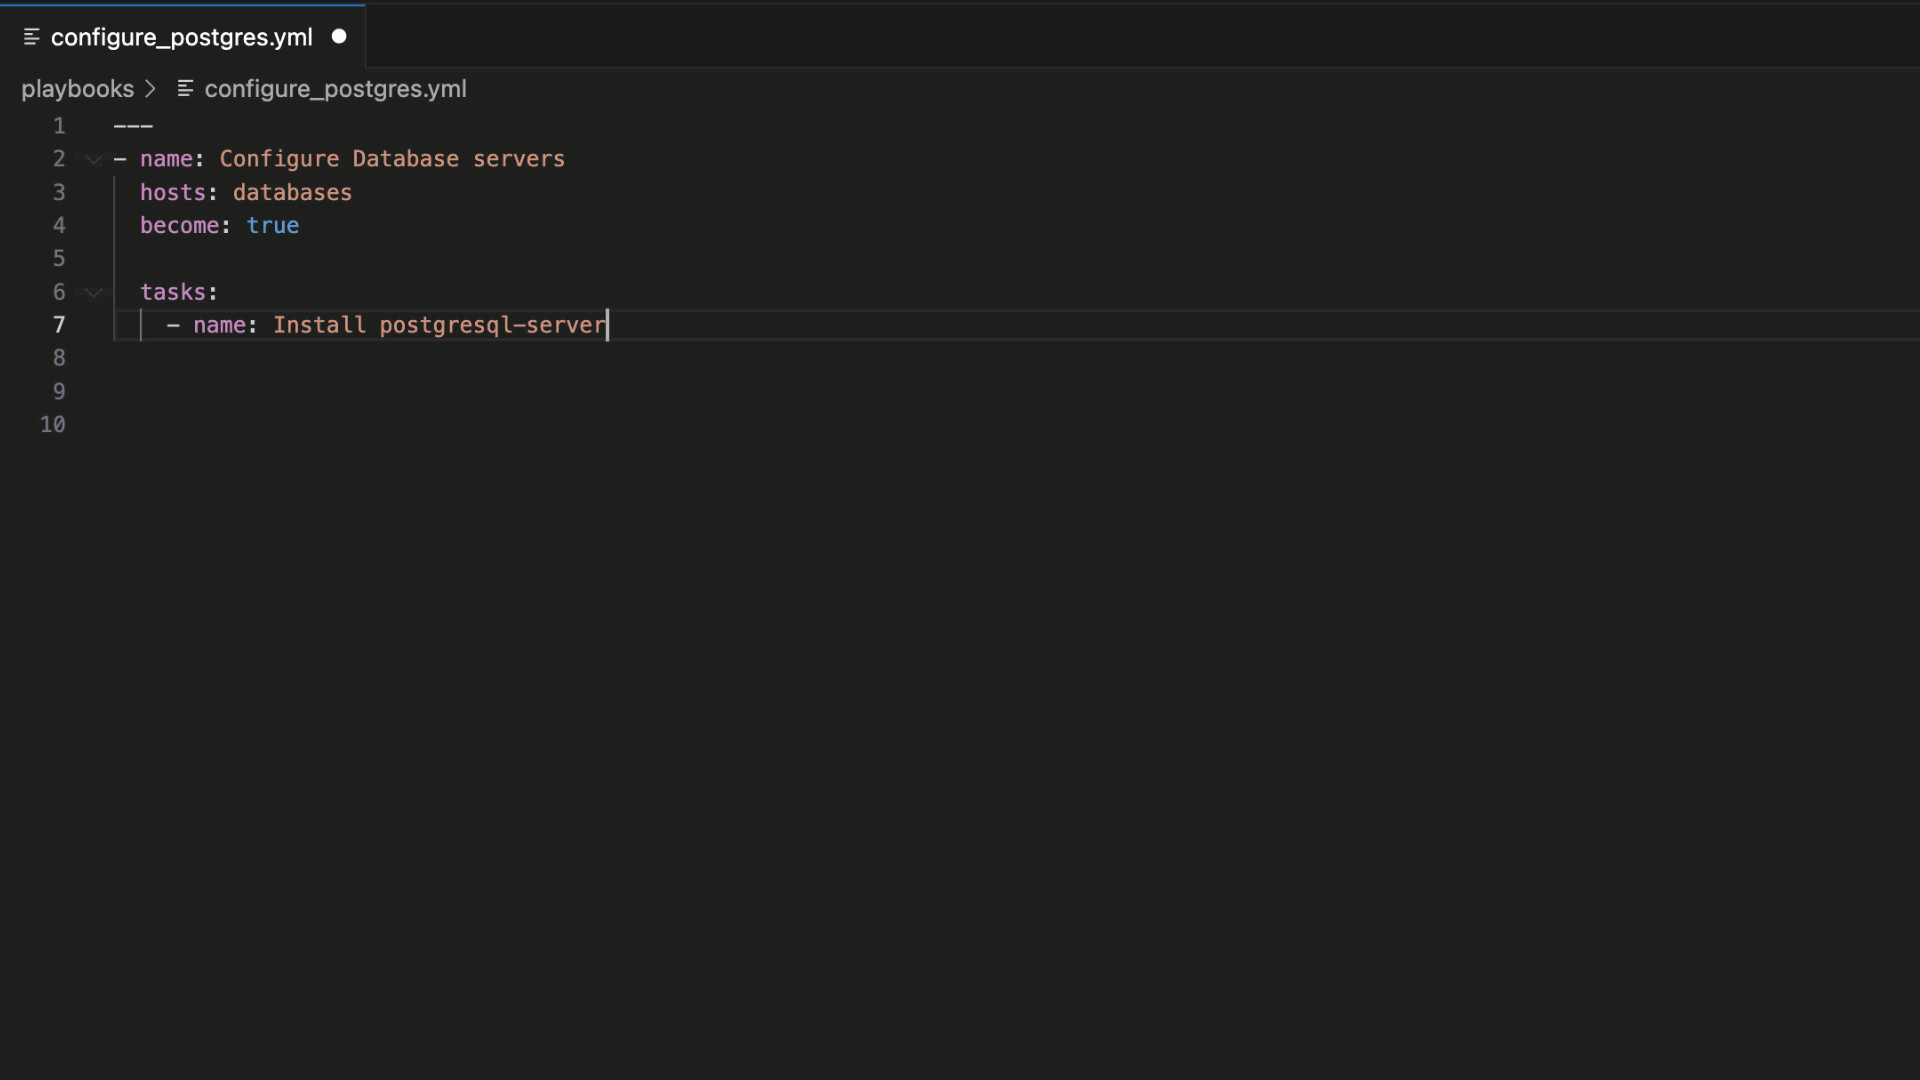 configure_postgres.yml
playbooks > configure_postgres.yml
1 ---
2 - name: Configure Database servers
3   hosts: databases
4   become: true
5
6   tasks:
7     - name: Install postgresql-server
8
9
10